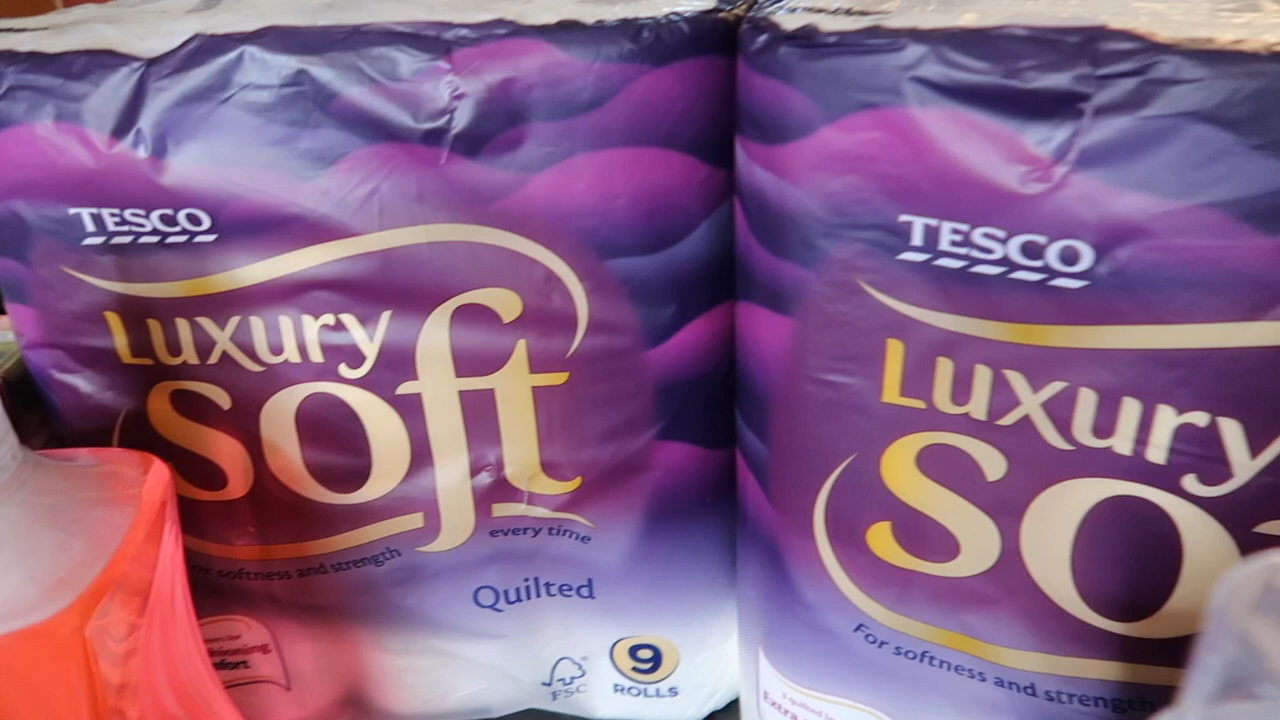 TESCO
Luxury
soft
every time
softness and strength
Quilted
FSC
9
ROLLS
TESCO
Luxury
so
For softness and strength
Extra